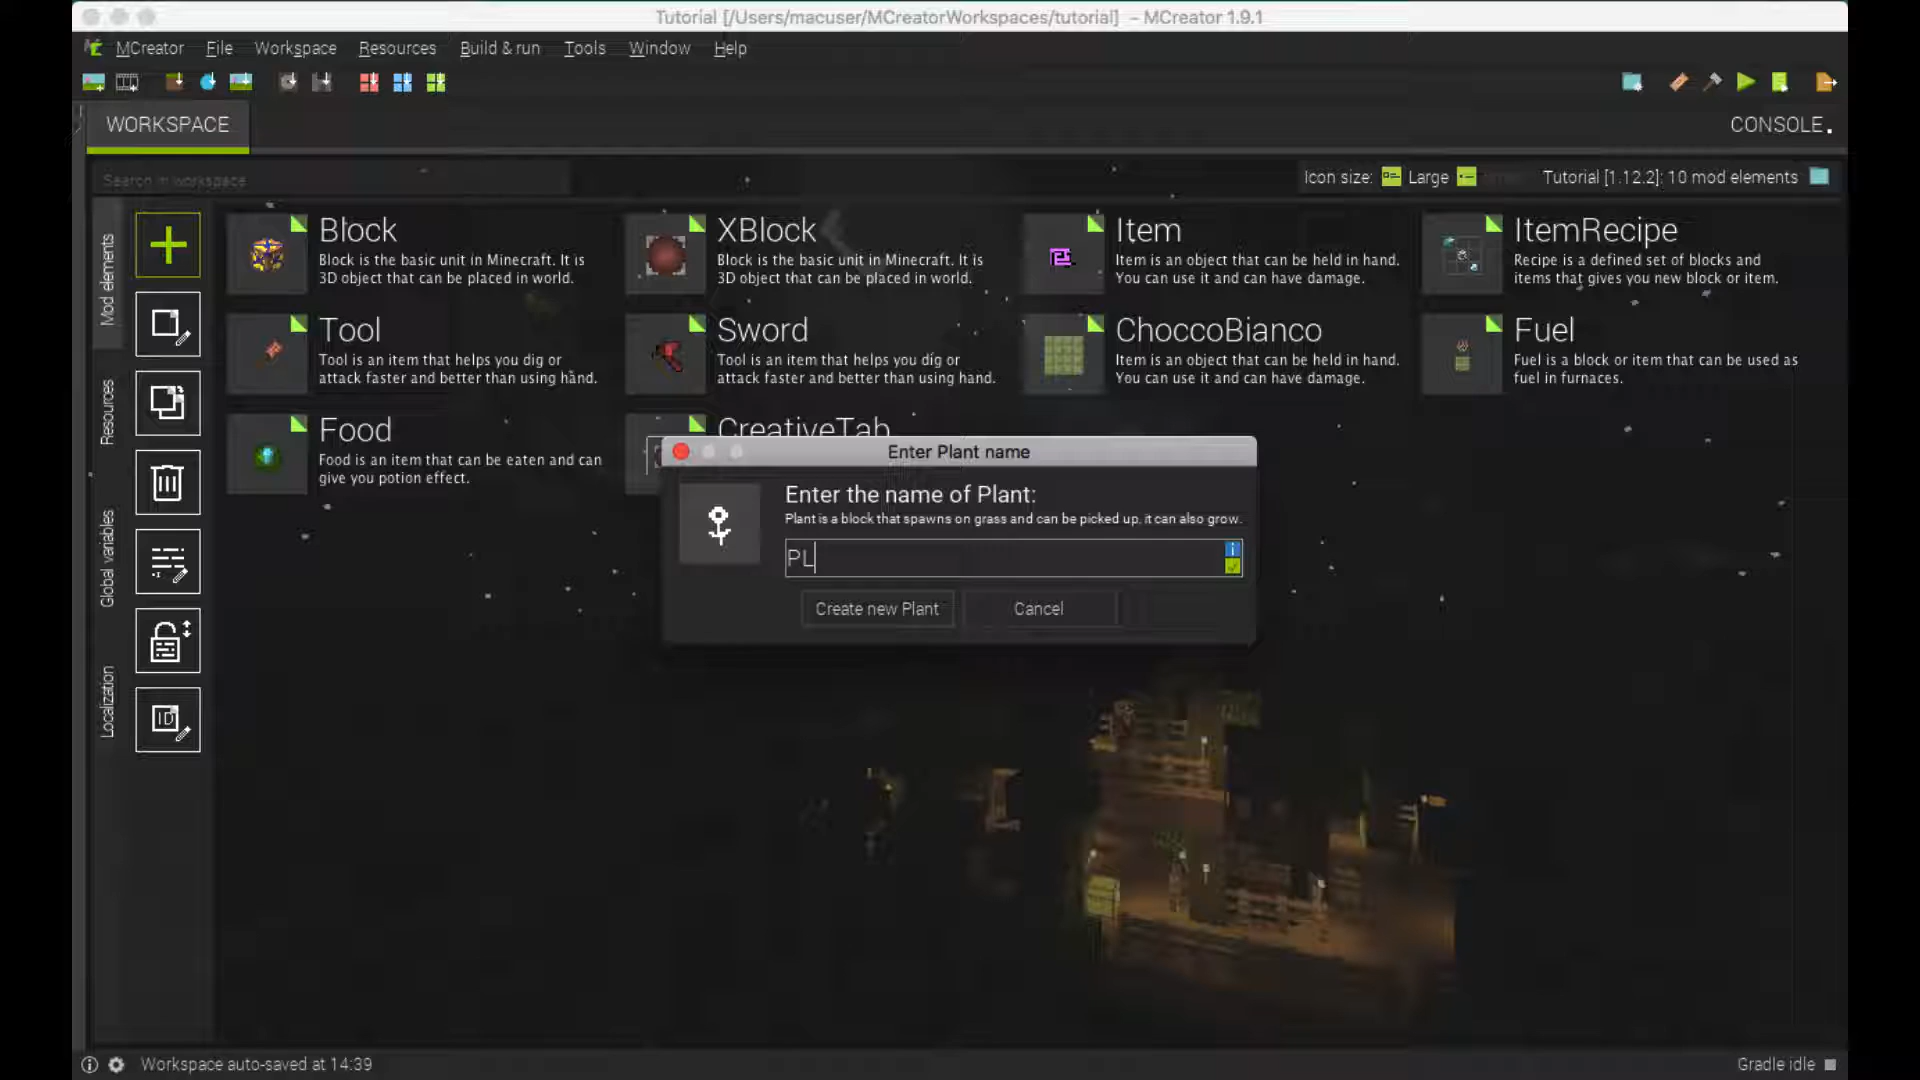 Tutorial [/Users/macuser/MCreatorWorkspaces/tutorial] – MCreator 1.9.1
MCreator File Workspace Resources Build & run Tools Window Help
WORKSPACE
CONSOLE
Search in workspace
Icon size: Large
Tutorial [1.12.2]: 10 mod elements
Mod elements
Resources
Global variables
Localization
Block
Block is the basic unit in Minecraft. It is
3D object that can be placed in world.
XBlock
Block is the basic unit in Minecraft. It is
3D object that can be placed in world.
Item
Item is an object that can be held in hand.
You can use it and can have damage.
ItemRecipe
Recipe is a defined set of blocks and
items that gives you new block or item.
Tool
Tool is an item that helps you dig or
attack faster and better than using hand.
Sword
Tool is an item that helps you dig or
attack faster and better than using hand.
ChoccoBianco
Item is an object that can be held in hand.
You can use it and can have damage.
Fuel
Fuel is a block or item that can be used as
fuel in furnaces.
Food
Food is an item that can be eaten and can
give you potion effect.
CreativeTab
Enter Plant name
Enter the name of Plant:
Plant is a block that spawns on grass and can be picked up, it can also grow.
PL
Create new Plant
Cancel
ID
Workspace auto-saved at 14:39
Gradle idle